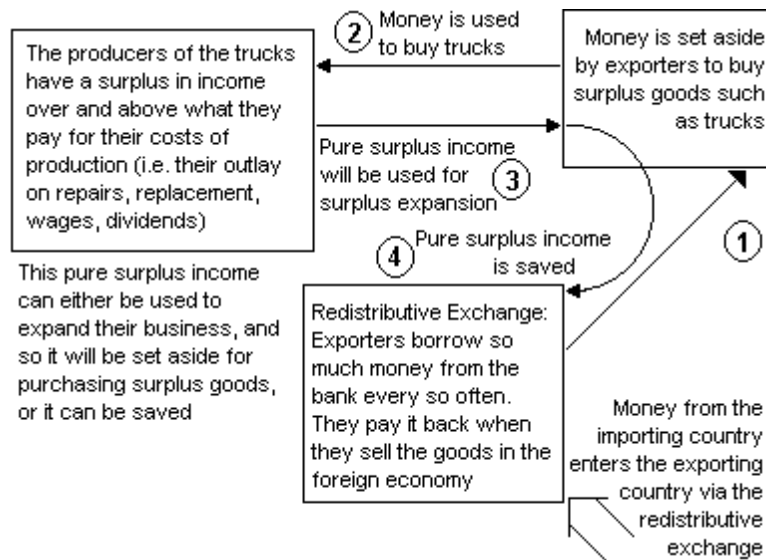 The producers of the trucks
have a surplus in income
over and above what they
pay for their costs of
production (i.e. their outlay
on repairs, replacement,
wages, dividends)
2
Money is used
to buy trucks
Money is set aside
by exporters to buy
surplus goods such
as trucks
Pure surplus income
will be used for
surplus expansion
3
1
4
Pure surplus income
is saved
This pure surplus income
can either be used to
expand their business, and
so it will be set aside for
purchasing surplus goods,
or it can be saved
Redistributive Exchange:
Exporters borrow so
much money from the
bank every so often.
They pay it back when
they sell the goods in the
foreign economy
Money from the
importing country
enters the exporting
country via the
redistributive
exchange